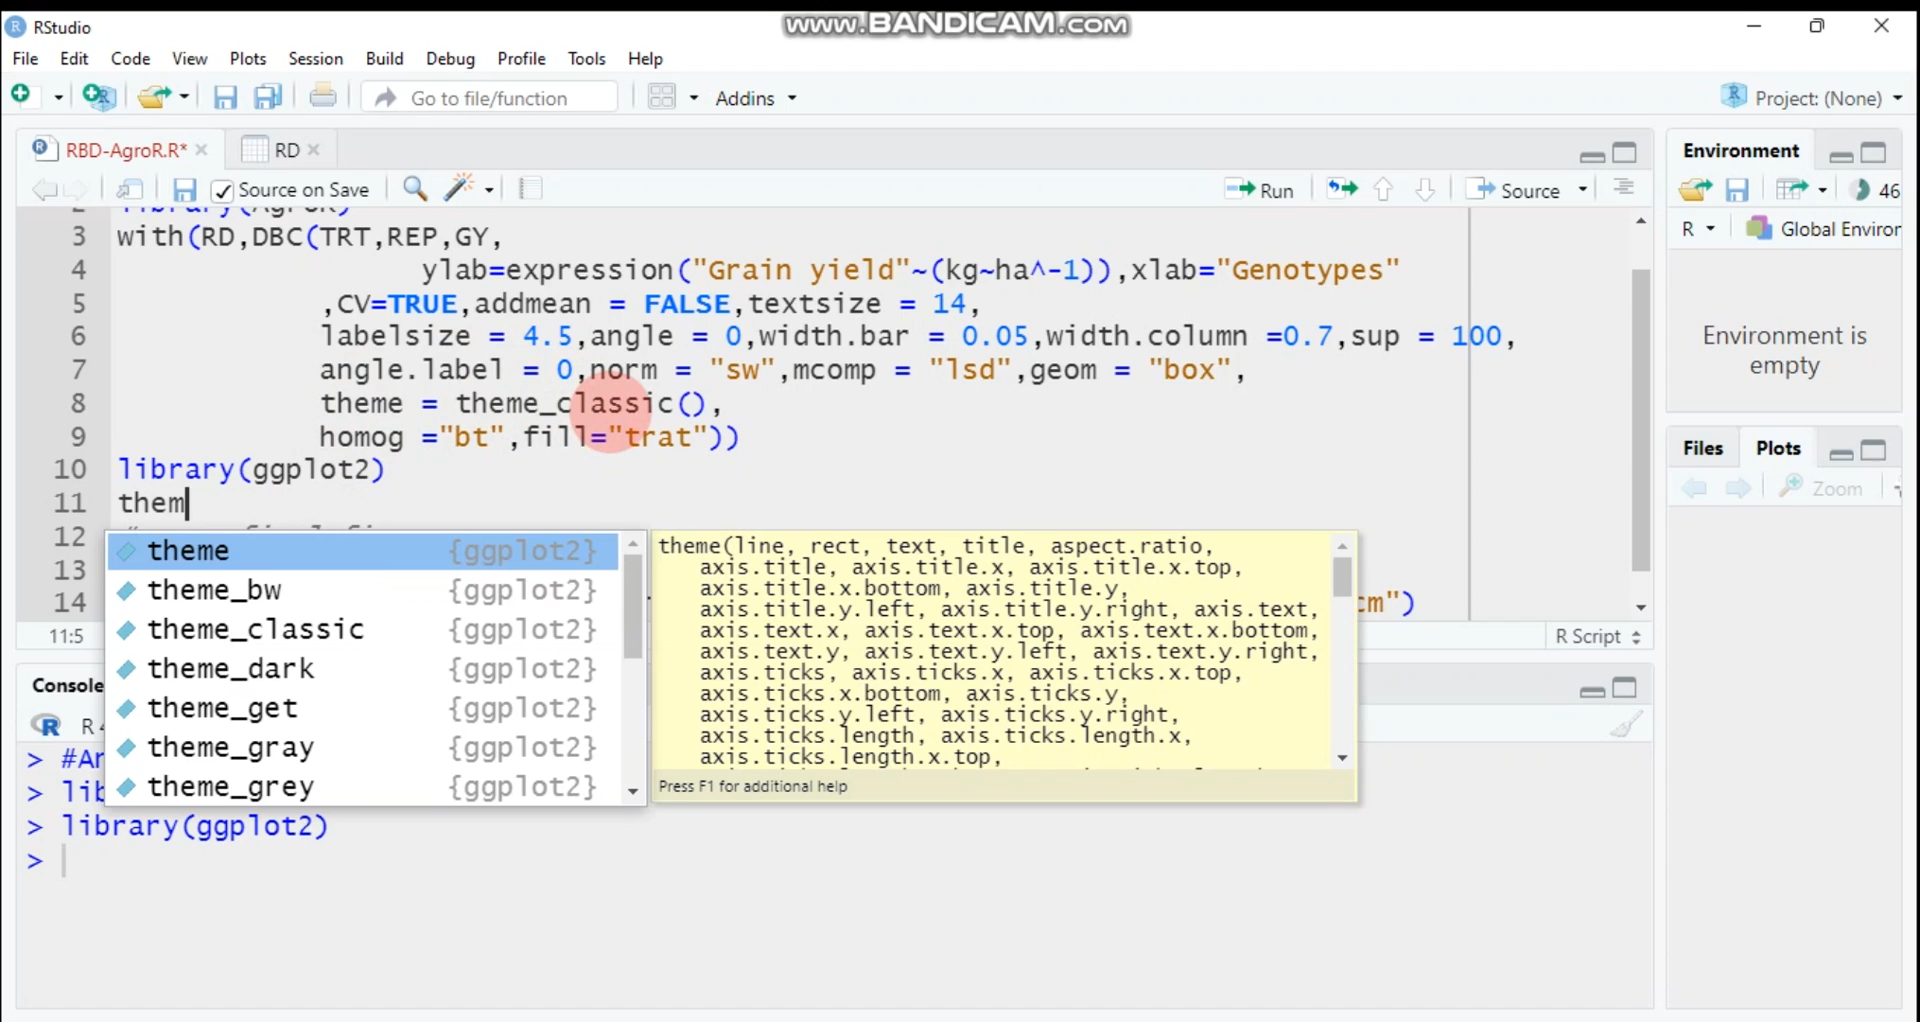 www.BANDICAM.com
RStudio
File Edit Code View Plots Session Build Debug Profile Tools Help
Go to file/function Addins Project: (None)
RBD-AgroR.R* RD
Source on Save Run Source
3 with(RD,DBC(TRT,REP,GY,
4 ylab=expression("Grain yield"~(kg~ha^-1)),xlab="Genotypes"
5 ,CV=TRUE,addmean = FALSE,textsize = 14,
6 labelsize = 4.5,angle = 0,width.bar = 0.05,width.column =0.7,sup = 100,
7 angle.label = 0,norm = "sw",mcomp = "lsd",geom = "box",
8 theme = theme_classic(),
9 homog ="bt",fill="trat"))
10 library(ggplot2)
11 them
12
13
14 cm")
11:5 R Script
theme {ggplot2}
theme_bw {ggplot2}
theme_classic {ggplot2}
theme_dark {ggplot2}
theme_get {ggplot2}
theme_gray {ggplot2}
theme_grey {ggplot2}
theme(line, rect, text, title, aspect.ratio,
axis.title, axis.title.x, axis.title.x.top,
axis.title.x.bottom, axis.title.y,
axis.title.y.left, axis.title.y.right, axis.text,
axis.text.x, axis.text.x.top, axis.text.x.bottom,
axis.text.y, axis.text.y.left, axis.text.y.right,
axis.ticks, axis.ticks.x, axis.ticks.x.top,
axis.ticks.x.bottom, axis.ticks.y,
axis.ticks.y.left, axis.ticks.y.right,
axis.ticks.length, axis.ticks.length.x,
axis.ticks.length.x.top,
Press F1 for additional help
Console
R 4
> #Ar
> lib
> library(ggplot2)
>
Environment
46
R Global Enviror
Environment is
empty
Files Plots
Zoom